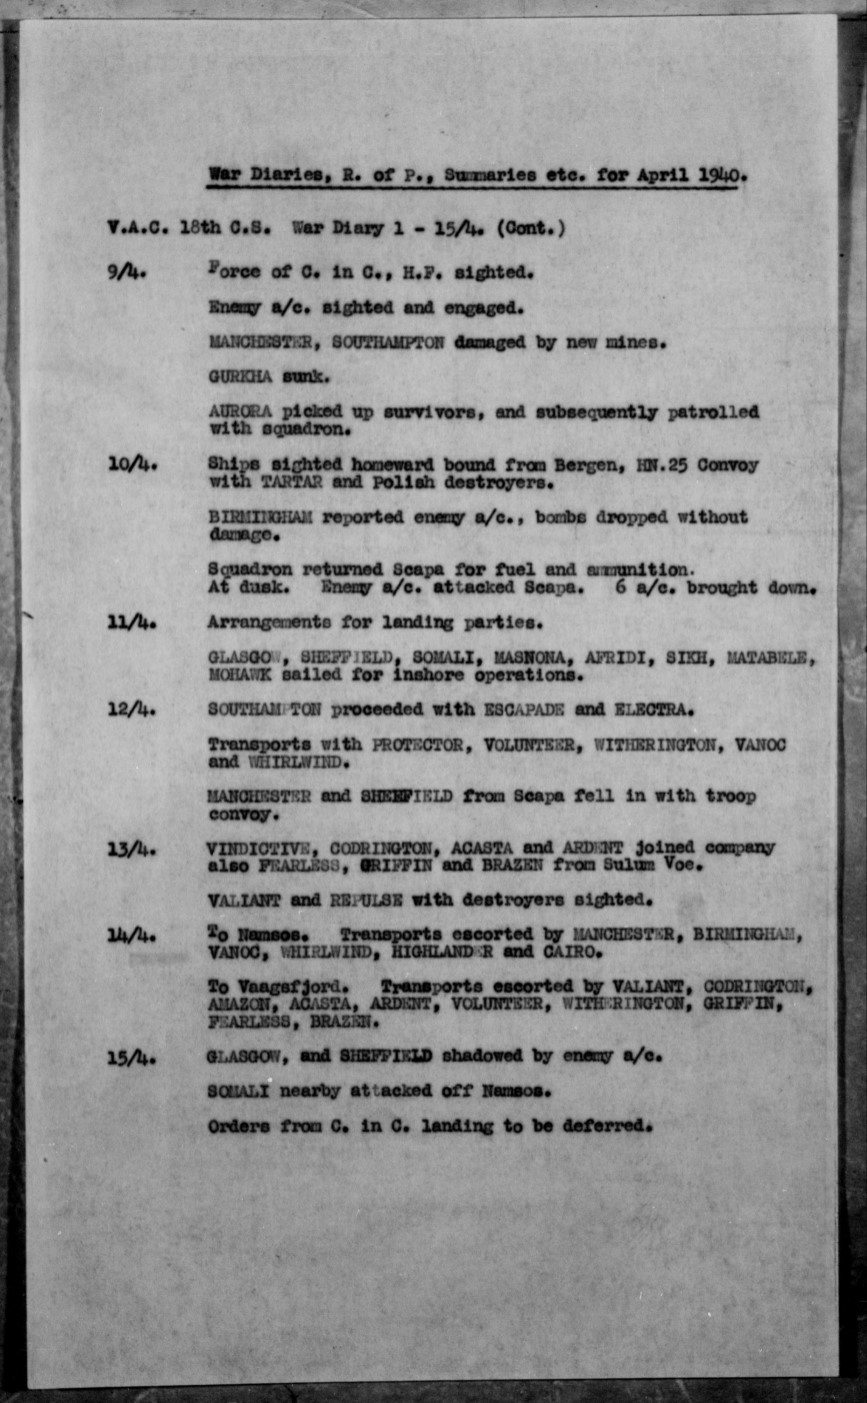 War Diaries, R. of P., Summaries etc. for April 1940.
V.A.C. 18th C.S. War Diary 1 - 15/4. (Cont.)
9/4. Force of C. in C., H.F. sighted.
Enemy a/c. sighted and engaged.
MANCHESTER, SOUTHAMPTON damaged by new mines.
GURKHA sunk.
AURORA picked up survivors, and subsequently patrolled
with squadron.
10/4. Ships sighted homeward bound from Bergen, HN.25 Convoy
with TARTAR and Polish destroyers.
BIRMINGHAM reported enemy a/c., bombs dropped without
damage.
Squadron returned Scapa for fuel and ammunition.
At dusk. Enemy a/c. attacked Scapa. 6 a/c. brought down.
11/4. Arrangements for landing parties.
GLASGOW, SHEFFIELD, SOMALI, MASNONA, AFRIDI, SIKH, MATABELE,
MOHAWK sailed for inshore operations.
12/4. SOUTHAMPTON proceeded with ESCAPADE and ELECTRA.
Transports with PROTECTOR, VOLUNTEER, WITHERINGTON, VANOC
and WHIRLWIND.
MANCHESTER and SHEFFIELD from Scapa fell in with troop
convoy.
13/4. VINDICTIVE, CODRINGTON, ACASTA and ARDENT joined company
also FEARLESS, GRIFFIN and BRAZEN from Sulum Voe.
VALIANT and REPULSE with destroyers sighted.
14/4. To Namsos. Transports escorted by MANCHESTER, BIRMINGHAM,
VANOC, WHIRLWIND, HIGHLANDER and CAIRO.
To Vaagsfjord. Transports escorted by VALIANT, CODRINGTON,
AMAZON, ACASTA, ARDENT, VOLUNTEER, WITHERINGTON, GRIFFIN,
FEARLESS, BRAZEN.
15/4. GLASGOW, and SHEFFIELD shadowed by enemy a/c.
SOMALI nearby attacked off Namsos.
Orders from C. in C. landing to be deferred.